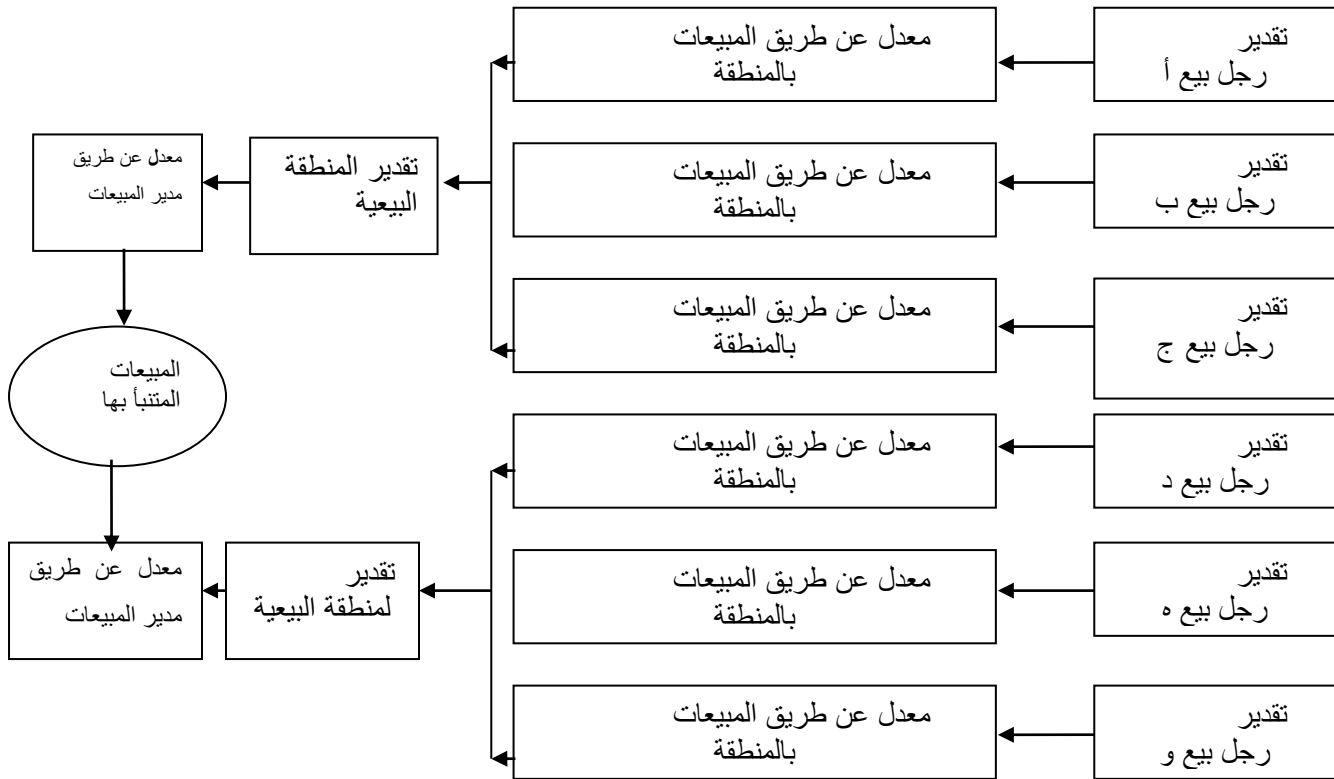 تقدير
رجل بيع أ
معدل عن طريق المبيعات
بالمنطقة
تقدير
رجل بيع ب
معدل عن طريق المبيعات
بالمنطقة
تقدير
رجل بيع ج
معدل عن طريق المبيعات
بالمنطقة
تقدير المنطقة
البيعية
معدل عن طريق
مدير المبيعات
المبيعات
المتنبأ بها
تقدير
رجل بيع د
معدل عن طريق المبيعات
بالمنطقة
تقدير
رجل بيع ه
معدل عن طريق المبيعات
بالمنطقة
تقدير
رجل بيع و
معدل عن طريق المبيعات
بالمنطقة
تقدير
لمنطقة البيعية
معدل عن طريق
مدير المبيعات